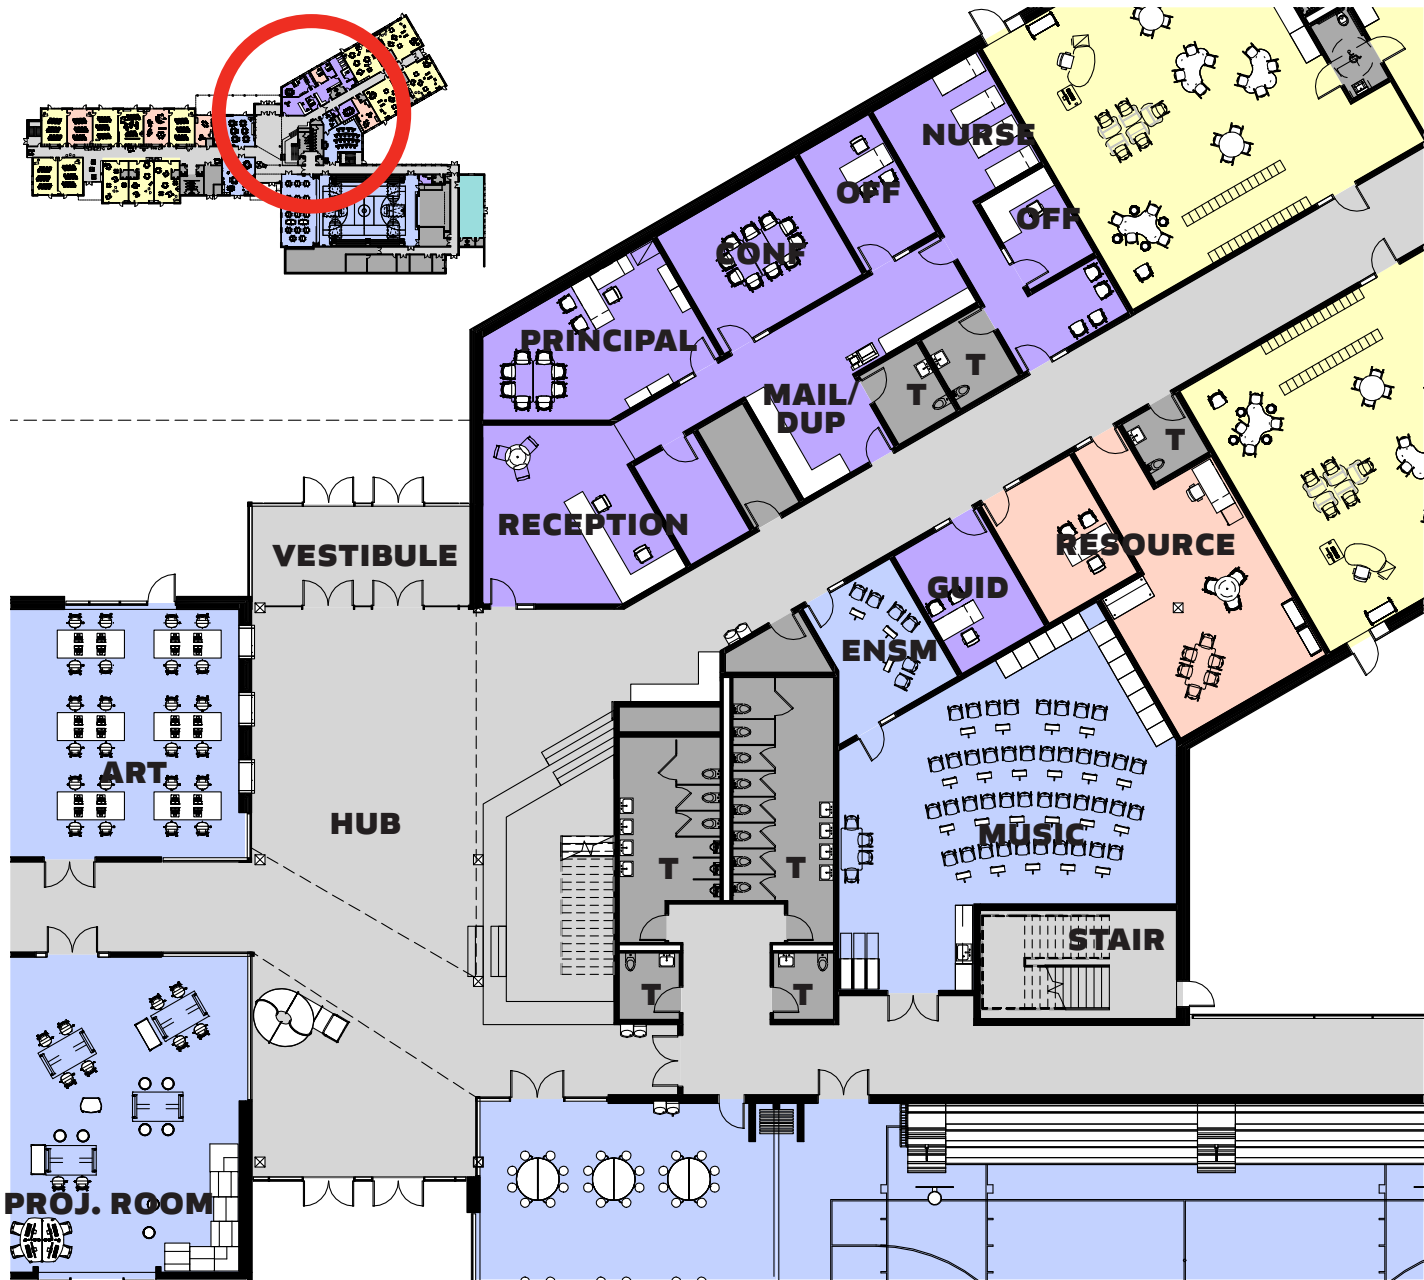 NURSE
OFF
OFF
CONF
PRINCIPAL
T
T
MAIL/
DUP
T
RECEPTION
RESOURCE
VESTIBULE
GUID
ENSM
ART
HUB
MUSIC
T
T
STAIR
T
T
PROJ. ROOM